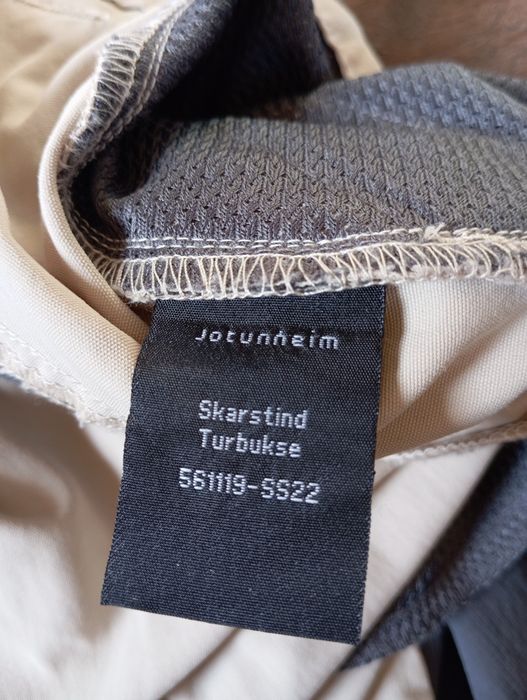 Jotunheim
Skarstind
Turbukse
561119-SS22